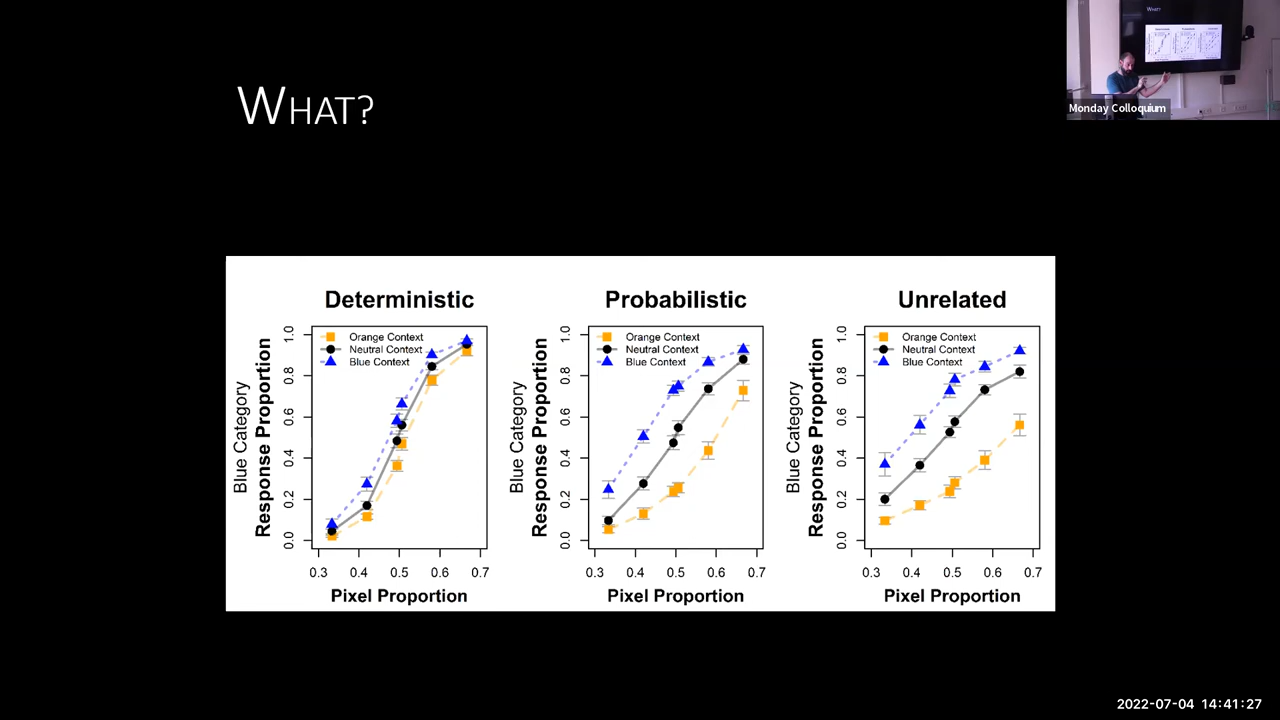 WHAT?
Monday Colloquium
Deterministic
Probabilistic
Unrelated
Orange Context
Neutral Context
Blue Context
Orange Context
Neutral Context
Blue Context
Orange Context
Neutral Context
Blue Context
Blue Category
Response Proportion
Blue Category
Response Proportion
Blue Category
Response Proportion
1.0
0.8
0.6
0.4
0.2
0.0
1.0
0.8
0.6
0.4
0.2
0.0
1.0
0.8
0.6
0.4
0.2
0.0
0.3 0.4 0.5 0.6 0.7
0.3 0.4 0.5 0.6 0.7
0.3 0.4 0.5 0.6 0.7
Pixel Proportion
Pixel Proportion
Pixel Proportion
2022-07-04 14:41:27